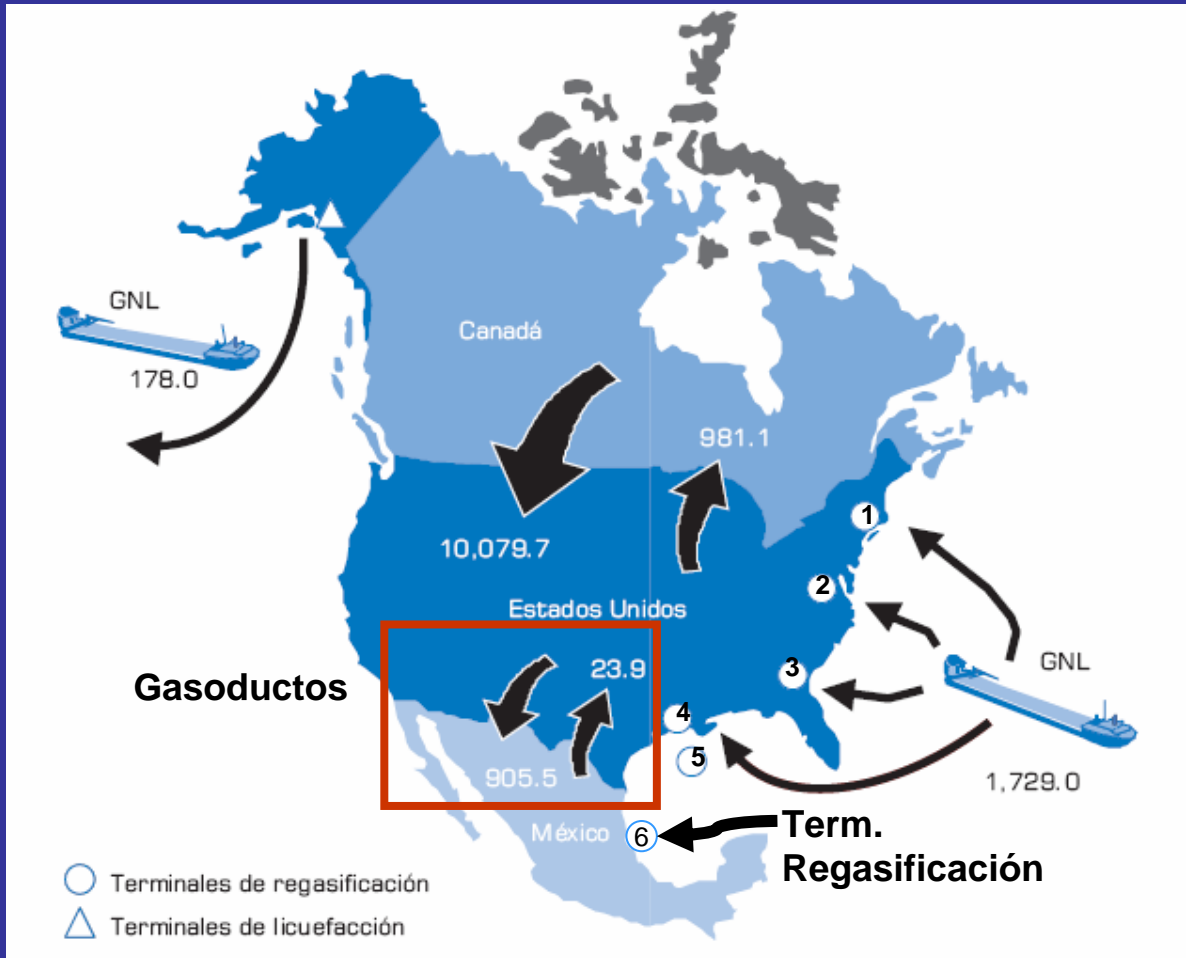 GNL
178.0
Canadá
981.1
10,079.7
1
2
Estados Unidos
Gasoductos
23.9
3
GNL
4
5
905.5
1,729.0
México
6
Term.
Regasificación
Terminales de regasificación
Terminales de licuefacción